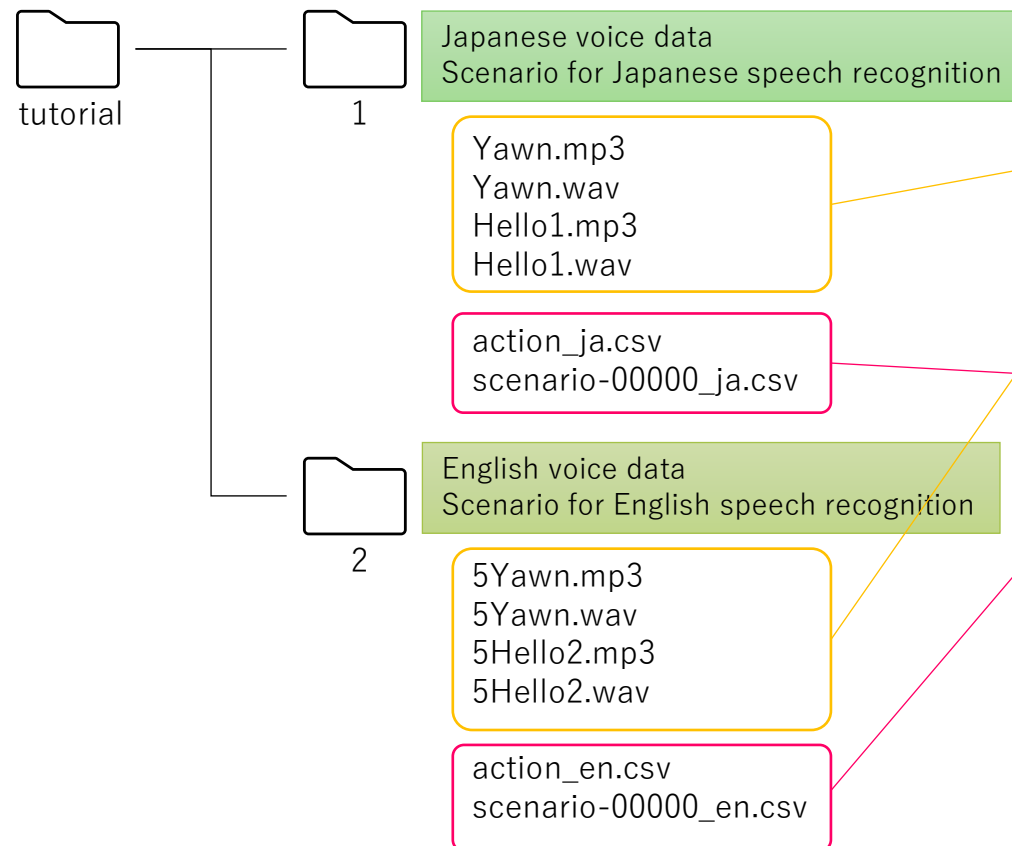 tutorial
1
Japanese voice data
Scenario for Japanese speech recognition
Yawn.mp3
Yawn.wav
Hello1.mp3
Hello1.wav
action_ja.csv
scenario-00000_ja.csv
2
English voice data
Scenario for English speech recognition
5Yawn.mp3
5Yawn.wav
5Hello2.mp3
5Hello2.wav
action_en.csv
scenario-00000_en.csv